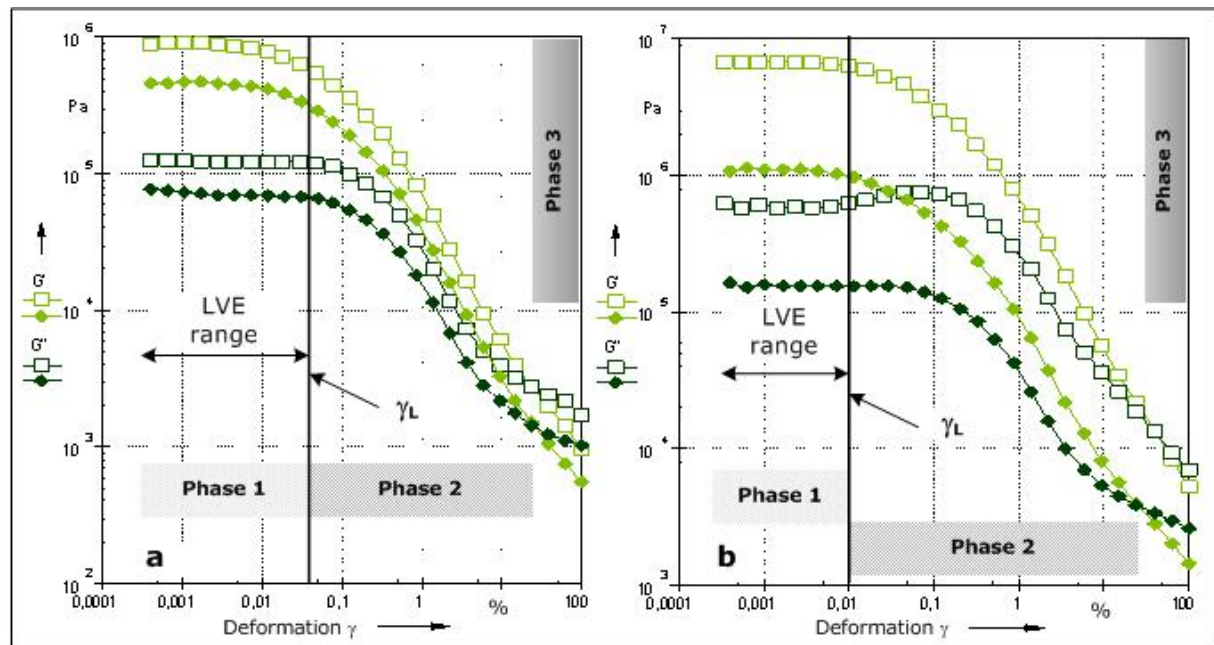 10⁶
Pa
10⁵
G'
10⁴
G''
10³
10²
LVE
range
γL
Phase 1
Phase 2
Phase 3
a
0,0001 0,001 0,01 0,1 1 % 100
Deformation γ
10⁷
Pa
10⁶
10⁵
G'
G''
10⁴
10³
LVE
range
γL
Phase 1
Phase 2
Phase 3
b
0,0001 0,001 0,01 0,1 1 % 100
Deformation γ